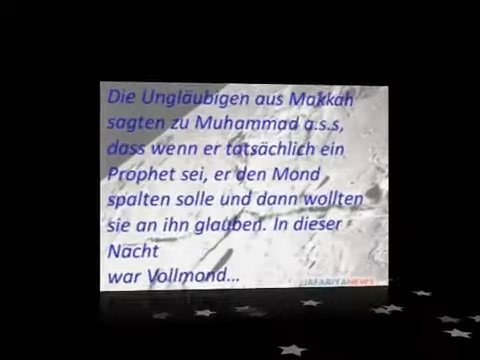 Die Ungläubigen aus Makkah
sagten zu Muhammad a.s.s,
dass wenn er tatsächlich ein
Prophet sei, er den Mond
spalten solle und dann wollten
sie an ihn glauben. In dieser
Nacht
war Vollmond...
JAFARIYANEWS